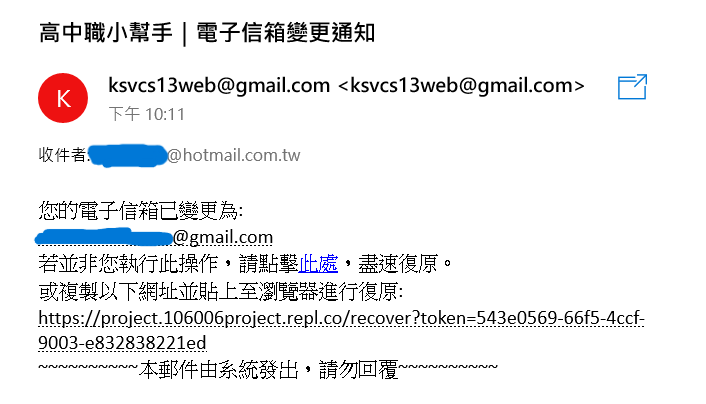 高中職小幫手｜電子信箱變更通知
K
ksvcs13web@gmail.com <ksvcs13web@gmail.com>
下午 10:11
收件者:@hotmail.com.tw
您的電子信箱已變更為:
@gmail.com
若並非您執行此操作，請點擊此處，盡速復原。
或複製以下網址並貼上至瀏覽器進行復原:
https://project.106006project.repl.co/recover?token=543e0569-66f5-4ccf-
9003-e832838221ed
~~~~~~~~~~本郵件由系統發出，請勿回覆~~~~~~~~~~